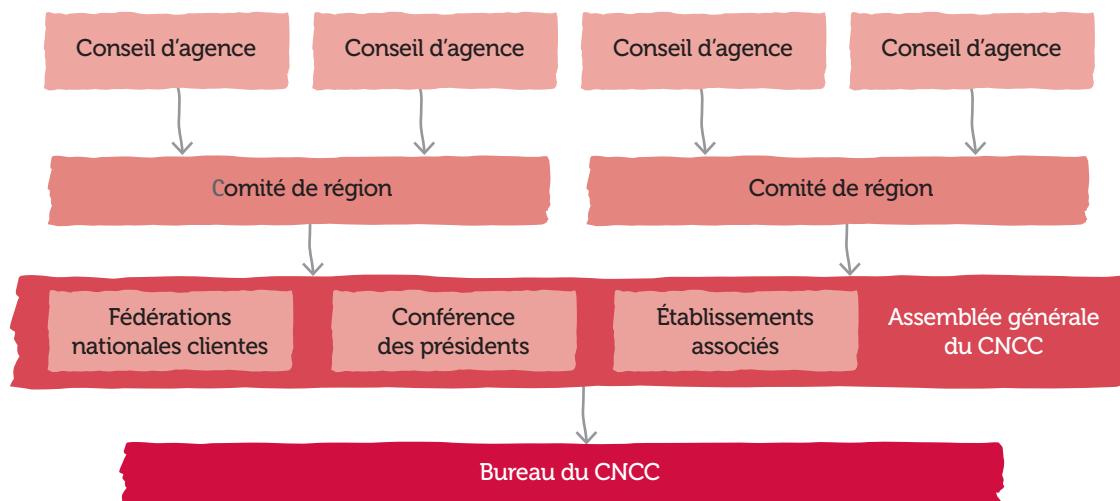 Conseil d’agence
Conseil d’agence
Conseil d’agence
Conseil d’agence
Comité de région
Comité de région
Fédérations
nationales clientes
Conférence
des présidents
Établissements
associés
Assemblée générale
du CNCC
Bureau du CNCC